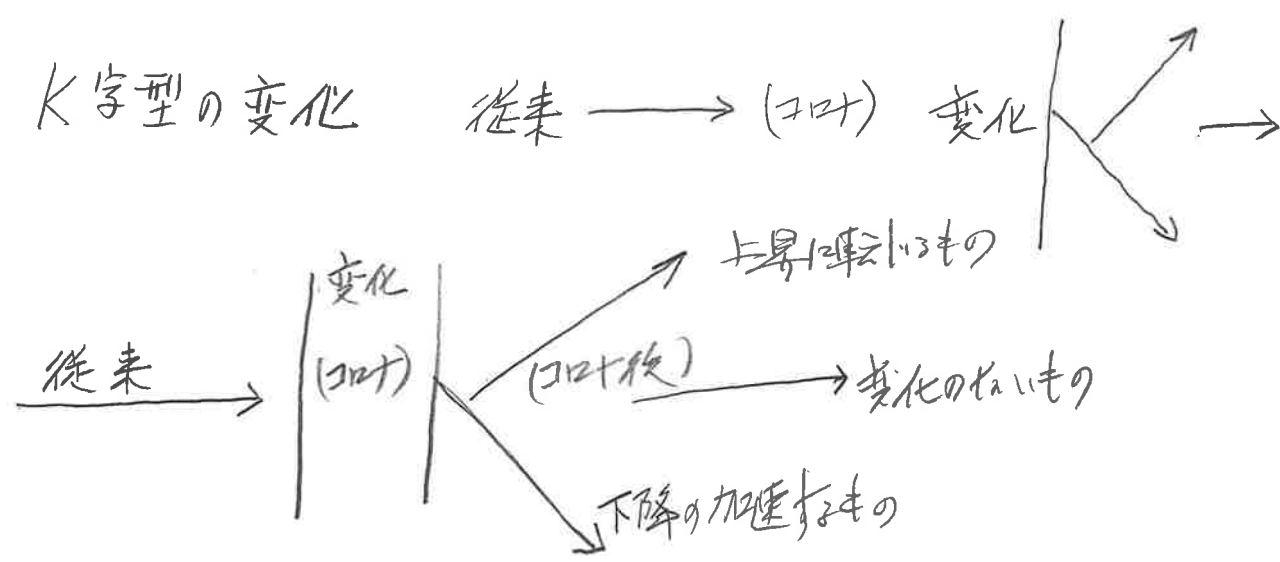 K字型の変化 従来 → (コロナ) 変化 K →
上昇に転じるもの
変化
従来 → (コロナ) K (コロナ後) → 変化のないもの
下降の加速するもの